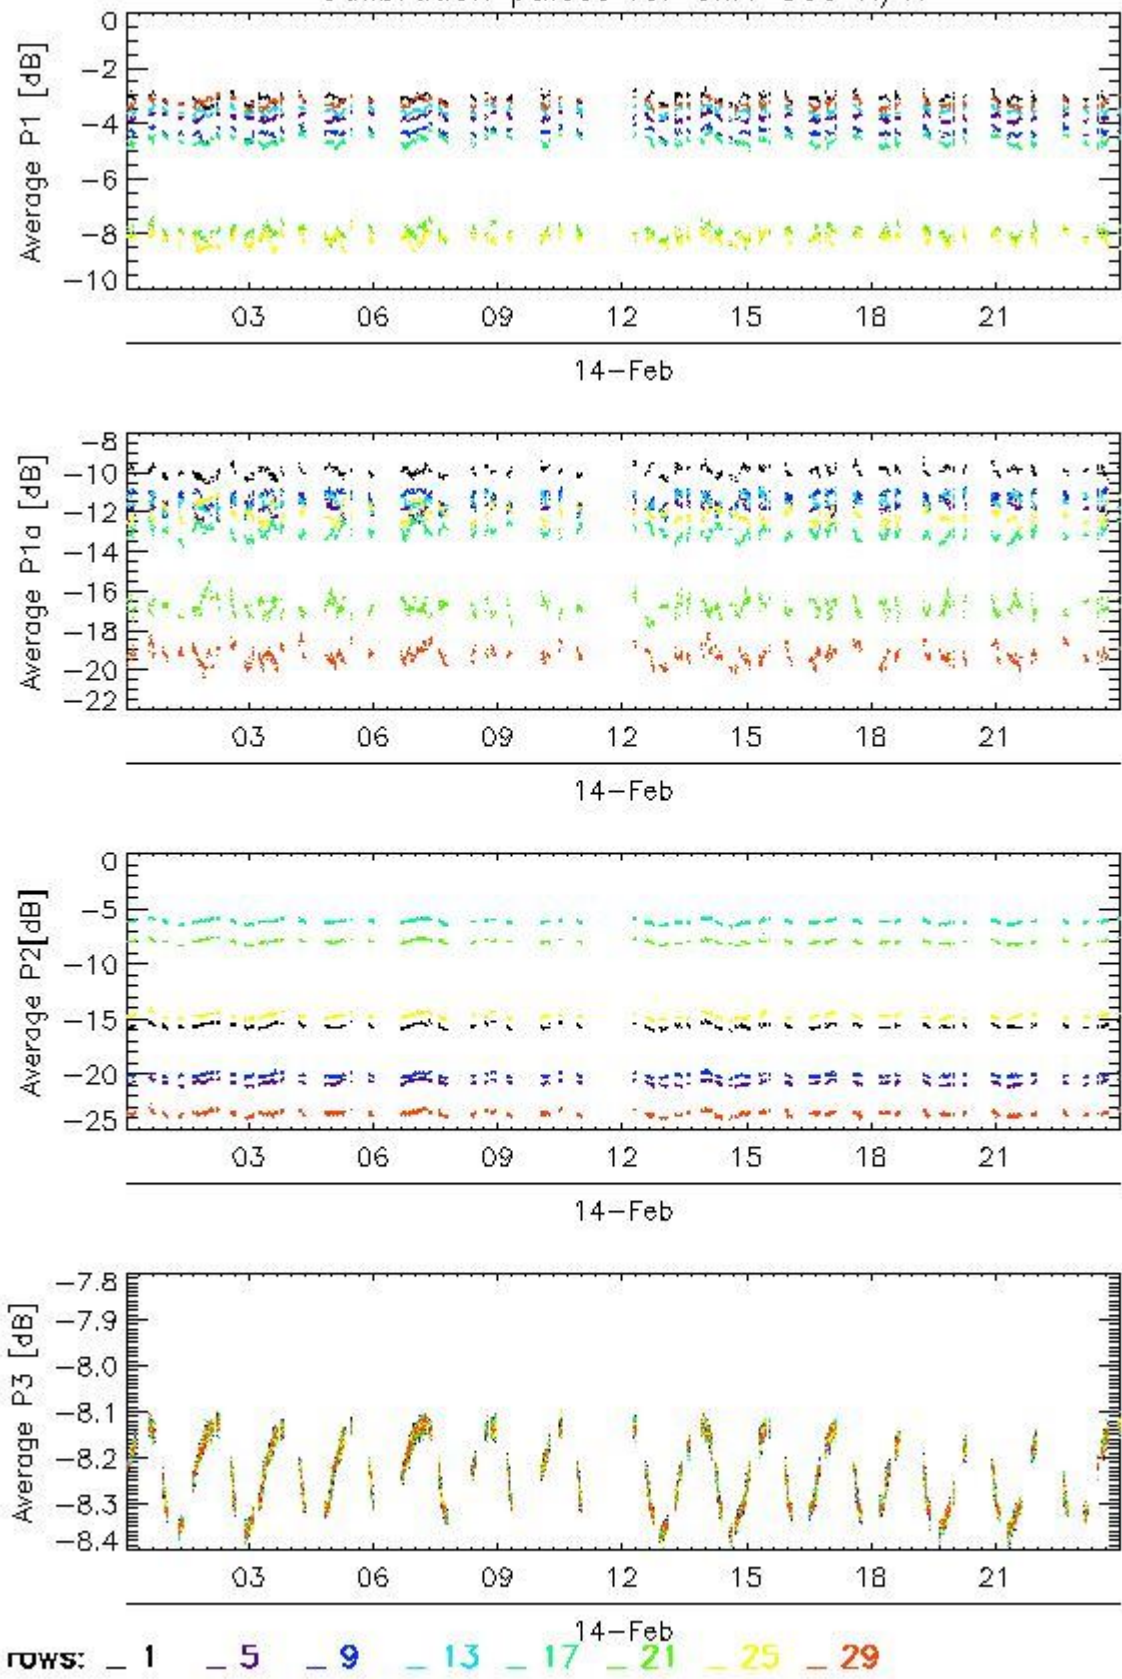 0
-2
-4
-6
-8
-10
Average P1 [dB]
03 06 09 12 15 18 21
14-Feb
-8
-10
-12
-14
-16
-18
-20
-22
Average P1a [dB]
03 06 09 12 15 18 21
14-Feb
0
-5
-10
-15
-20
-25
Average P2[dB]
03 06 09 12 15 18 21
14-Feb
-7.8
-7.9
-8.0
-8.1
-8.2
-8.3
-8.4
Average P3 [dB]
03 06 09 12 15 18 21
14-Feb
rows: _ 1 _ 5 _ 9 _ 13 _ 17 _ 21 _ 25 _ 29